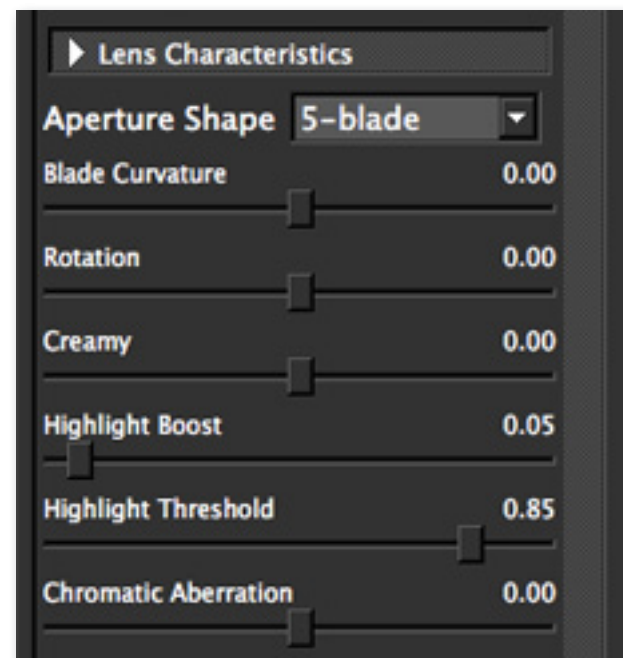 Lens Characteristics
Aperture Shape 5-blade
Blade Curvature 0.00
Rotation 0.00
Creamy 0.00
Highlight Boost 0.05
Highlight Threshold 0.85
Chromatic Aberration 0.00